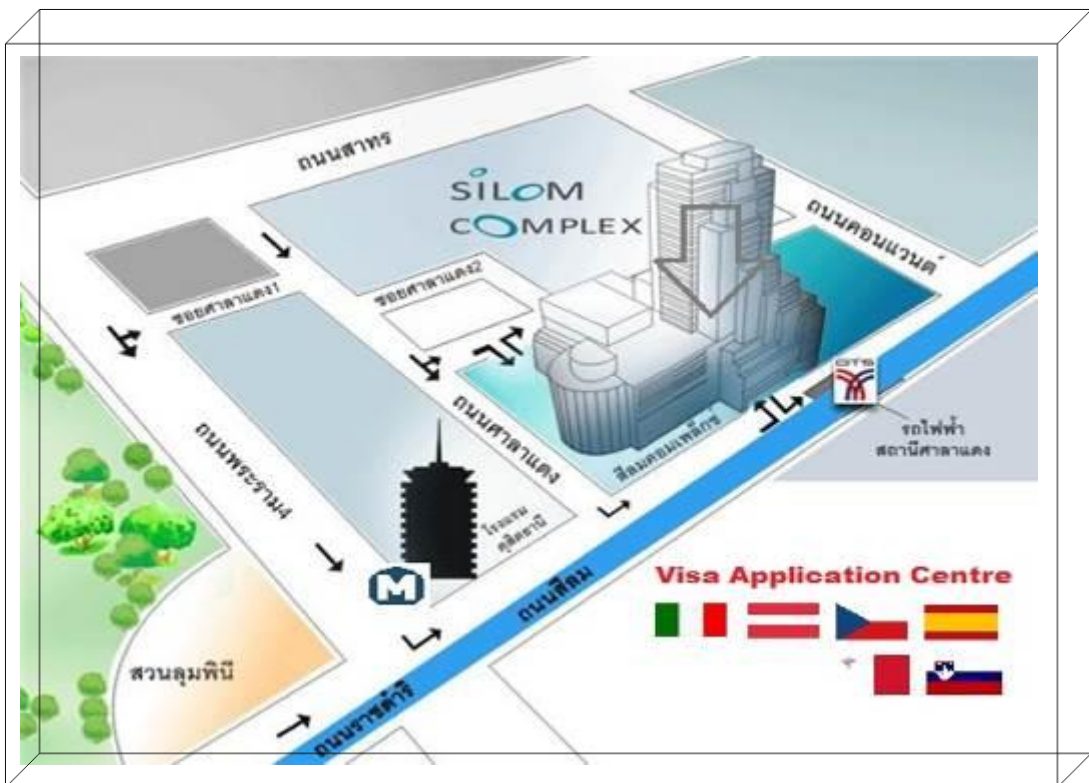 ถนนสาทร
SILOM
COMPLEX
ถนนคอนแวนต์
ซอยศาลาแดง1
ซอยศาลาแดง2
ถนนศาลาแดง
สีลมคอมเพล็กซ์
BTS
รถไฟฟ้า
สถานีศาลาแดง
ถนนพระราม4
โรงแรม
ดุสิตธานี
M
Visa Application Centre
ถนนสีลม
สวนลุมพินี
ถนนราชดำริ